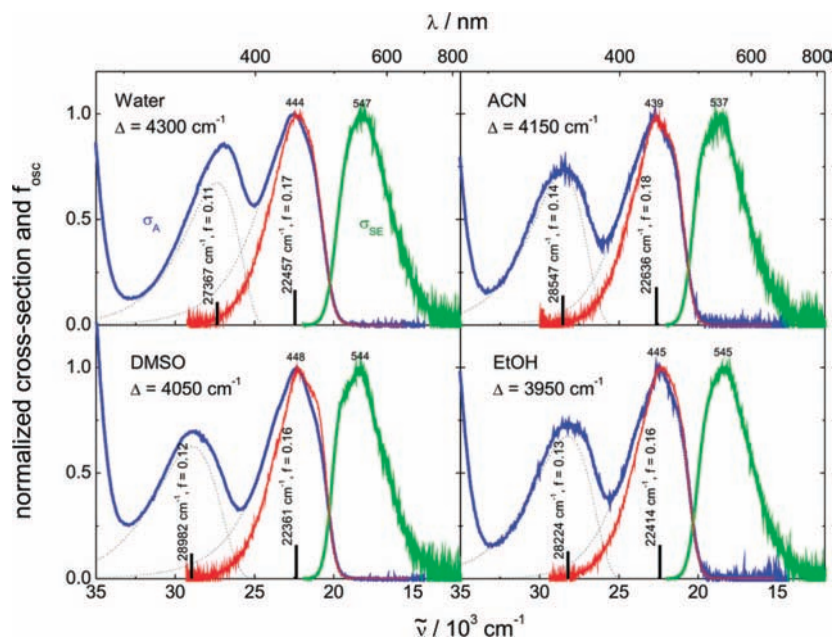 λ / nm
400 600 800 400 600 800
normalized cross-section and f_osc
1.0
0.5
0.0
Water
Δ = 4300 cm⁻¹
444
547
σ_A
σ_SE
27367 cm⁻¹, f = 0.11
22457 cm⁻¹, f = 0.17
ACN
Δ = 4150 cm⁻¹
439
537
28547 cm⁻¹, f = 0.14
22636 cm⁻¹, f = 0.18
1.0
0.5
0.0
DMSO
Δ = 4050 cm⁻¹
448
544
28982 cm⁻¹, f = 0.12
22361 cm⁻¹, f = 0.16
EtOH
Δ = 3950 cm⁻¹
445
545
28224 cm⁻¹, f = 0.13
22414 cm⁻¹, f = 0.16
35 30 25 20 15 35 30 25 20 15
ṽ / 10³ cm⁻¹